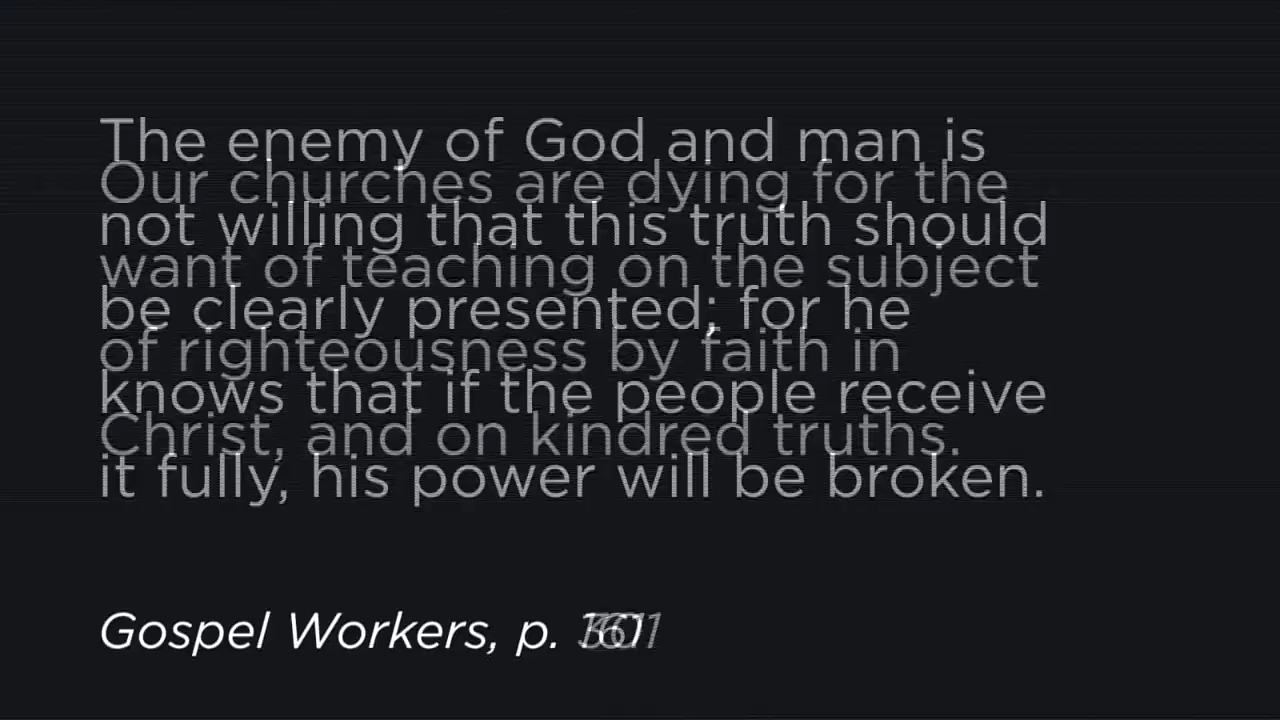 The enemy of God and man is
Our churches are dying for the
not willing that this truth should
want of teaching on the subject
be clearly presented; for he
of righteousness by faith in
knows that if the people receive
Christ, and on kindred truths.
it fully, his power will be broken.
Gospel Workers, p.